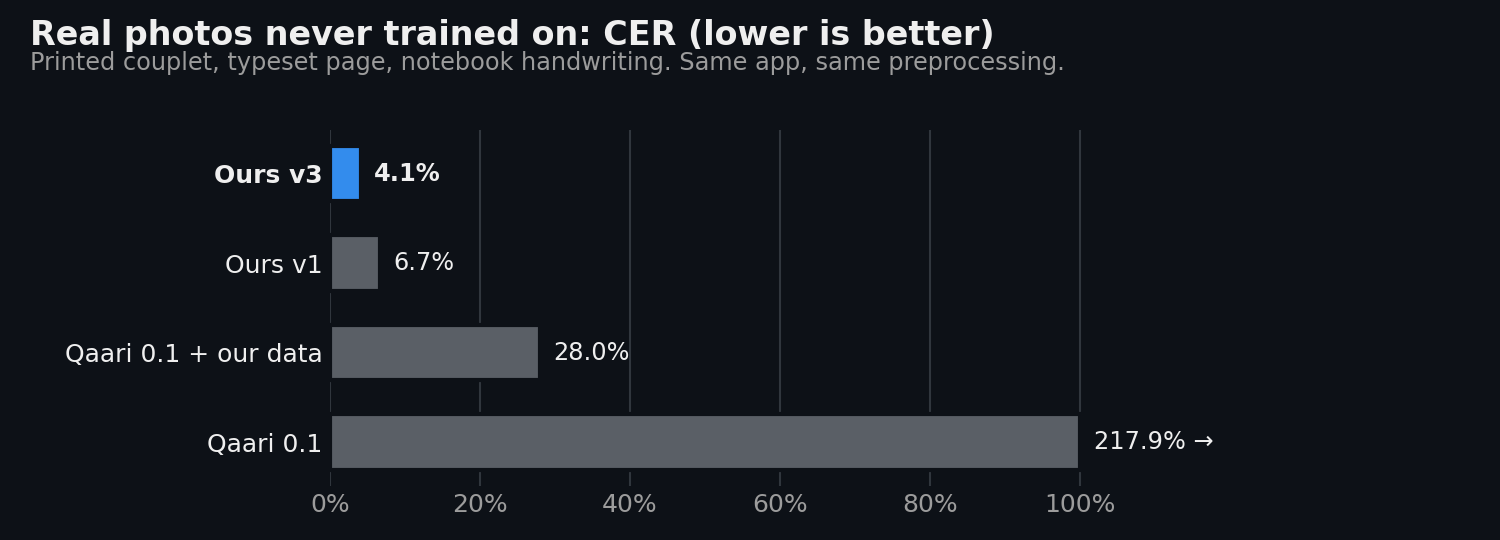 Real photos never trained on: CER (lower is better)
Printed couplet, typeset page, notebook handwriting. Same app, same preprocessing.
Ours v3 4.1%
Ours v1 6.7%
Qaari 0.1 + our data 28.0%
Qaari 0.1 217.9% →
0% 20% 40% 60% 80% 100%